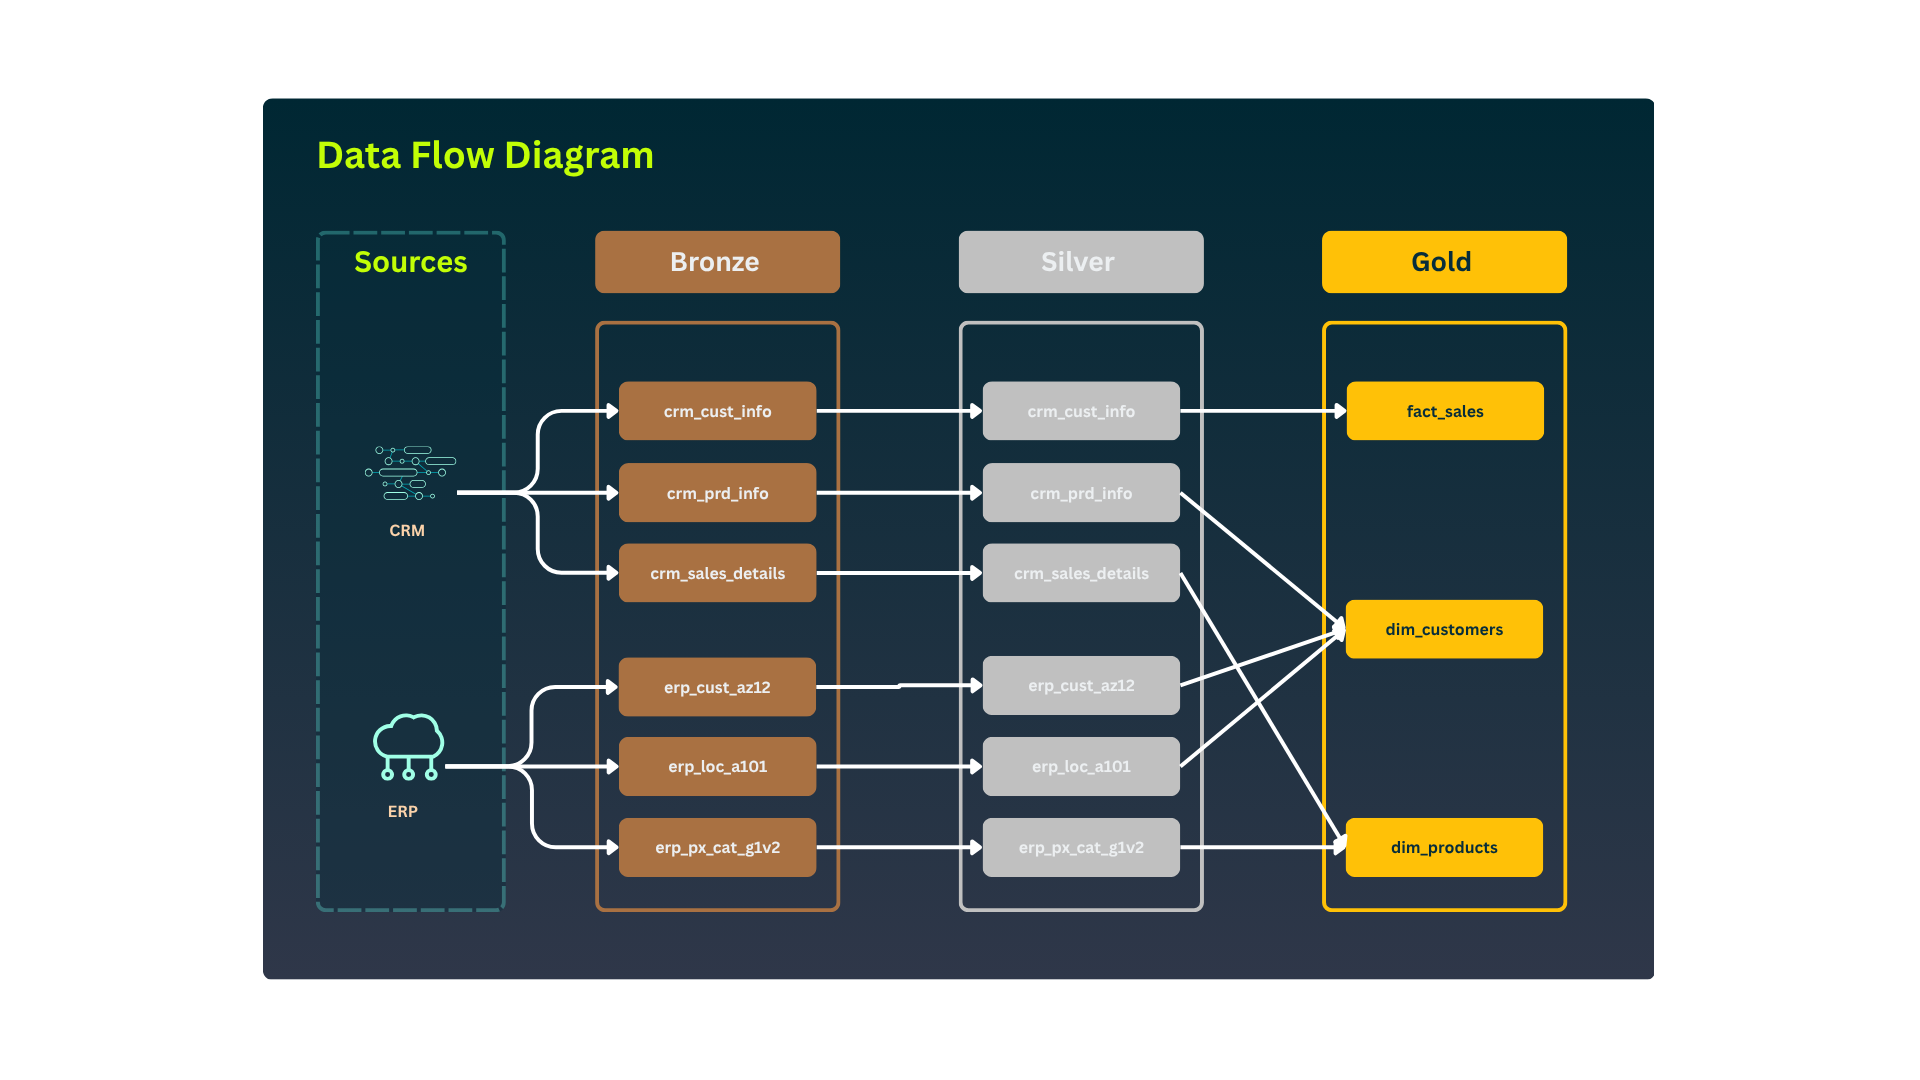 Data Flow Diagram
Sources
Bronze
Silver
Gold
crm_cust_info
crm_cust_info
fact_sales
crm_prd_info
crm_prd_info
CRM
crm_sales_details
crm_sales_details
dim_customers
erp_cust_az12
erp_cust_az12
erp_loc_a101
erp_loc_a101
ERP
erp_px_cat_g1v2
erp_px_cat_g1v2
dim_products